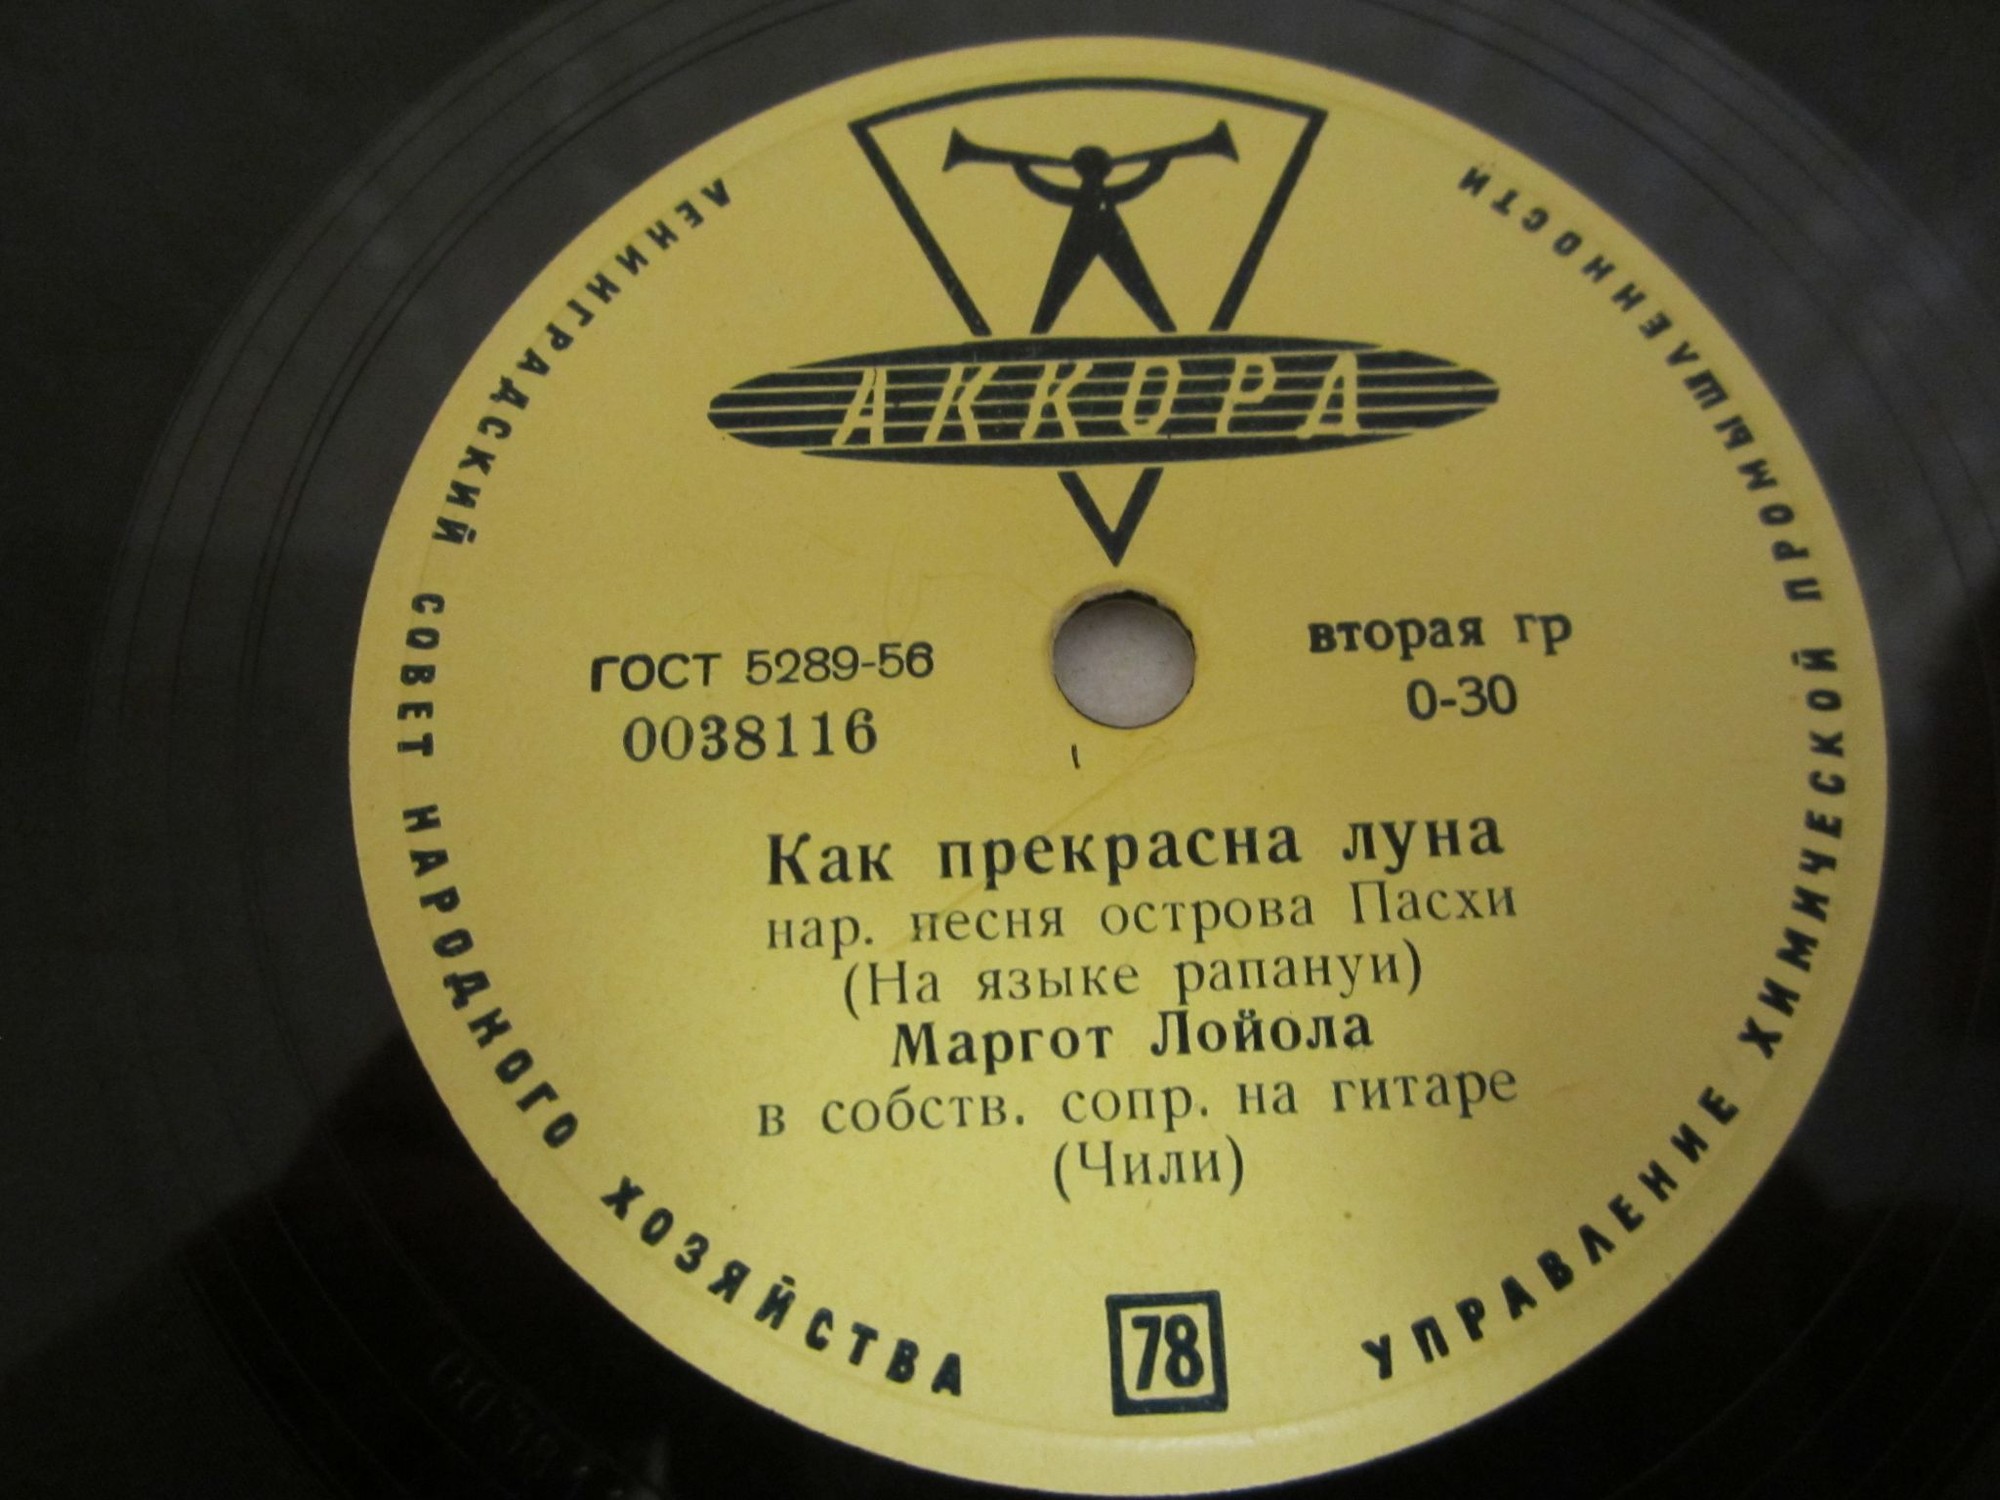 АККОРД
ЛЕНИНГРАДСКИЙ СОВЕТ НАРОДНОГО ХОЗЯЙСТВА
УПРАВЛЕНИЕ ХИМИЧЕСКОЙ ПРОМЫШЛЕННОСТИ
ГОСТ 5289-56
0038116
вторая гр
0-30
Как прекрасна луна
нар. песня острова Пасхи
(На языке рапануи)
Маргот Лойола
в собств. сопр. на гитаре
(Чили)
78